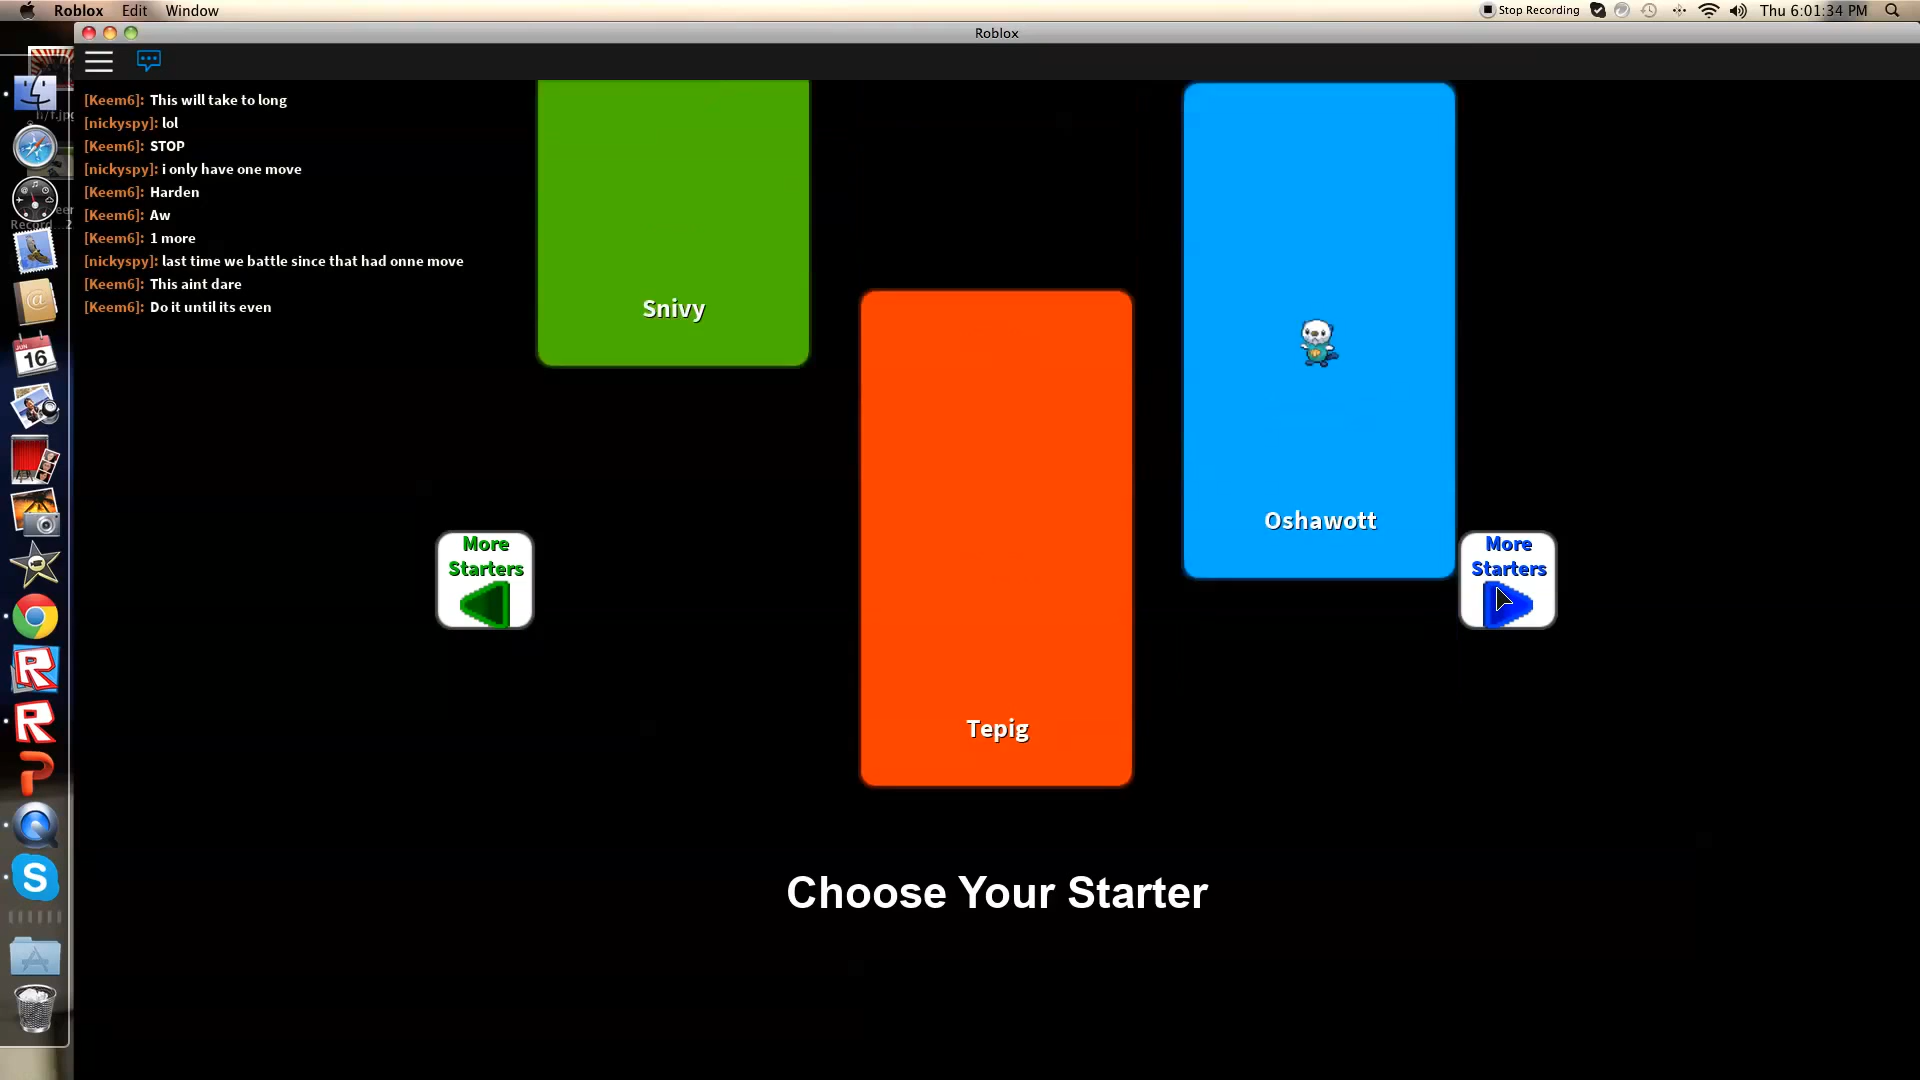 Roblox Edit Window
Stop Recording
Thu 6:01:34 PM
Roblox
[Keem6]: This will take to long
[nickyspy]: lol
[Keem6]: STOP
[nickyspy]: i only have one move
[Keem6]: Harden
[Keem6]: Aw
[Keem6]: 1 more
[nickyspy]: last time we battle since that had onne move
[Keem6]: This aint dare
[Keem6]: Do it until its even
Snivy
Oshawott
Tepig
More
Starters
More
Starters
Choose Your Starter
JUN
16